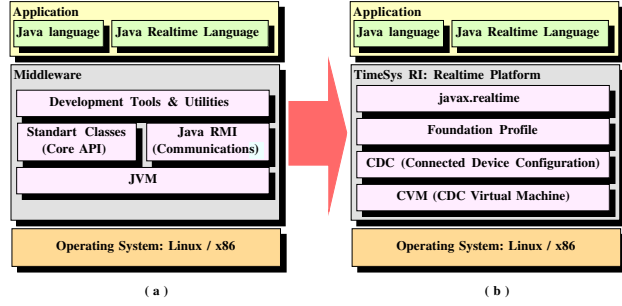 Application
Java language
Java Realtime Language
Middleware
Development Tools & Utilities
Standart Classes
(Core API)
Java RMI
(Communications)
JVM
Operating System: Linux / x86
( a )
Application
Java language
Java Realtime Language
TimeSys RI: Realtime Platform
javax.realtime
Foundation Profile
CDC (Connected Device Configuration)
CVM (CDC Virtual Machine)
Operating System: Linux / x86
( b )